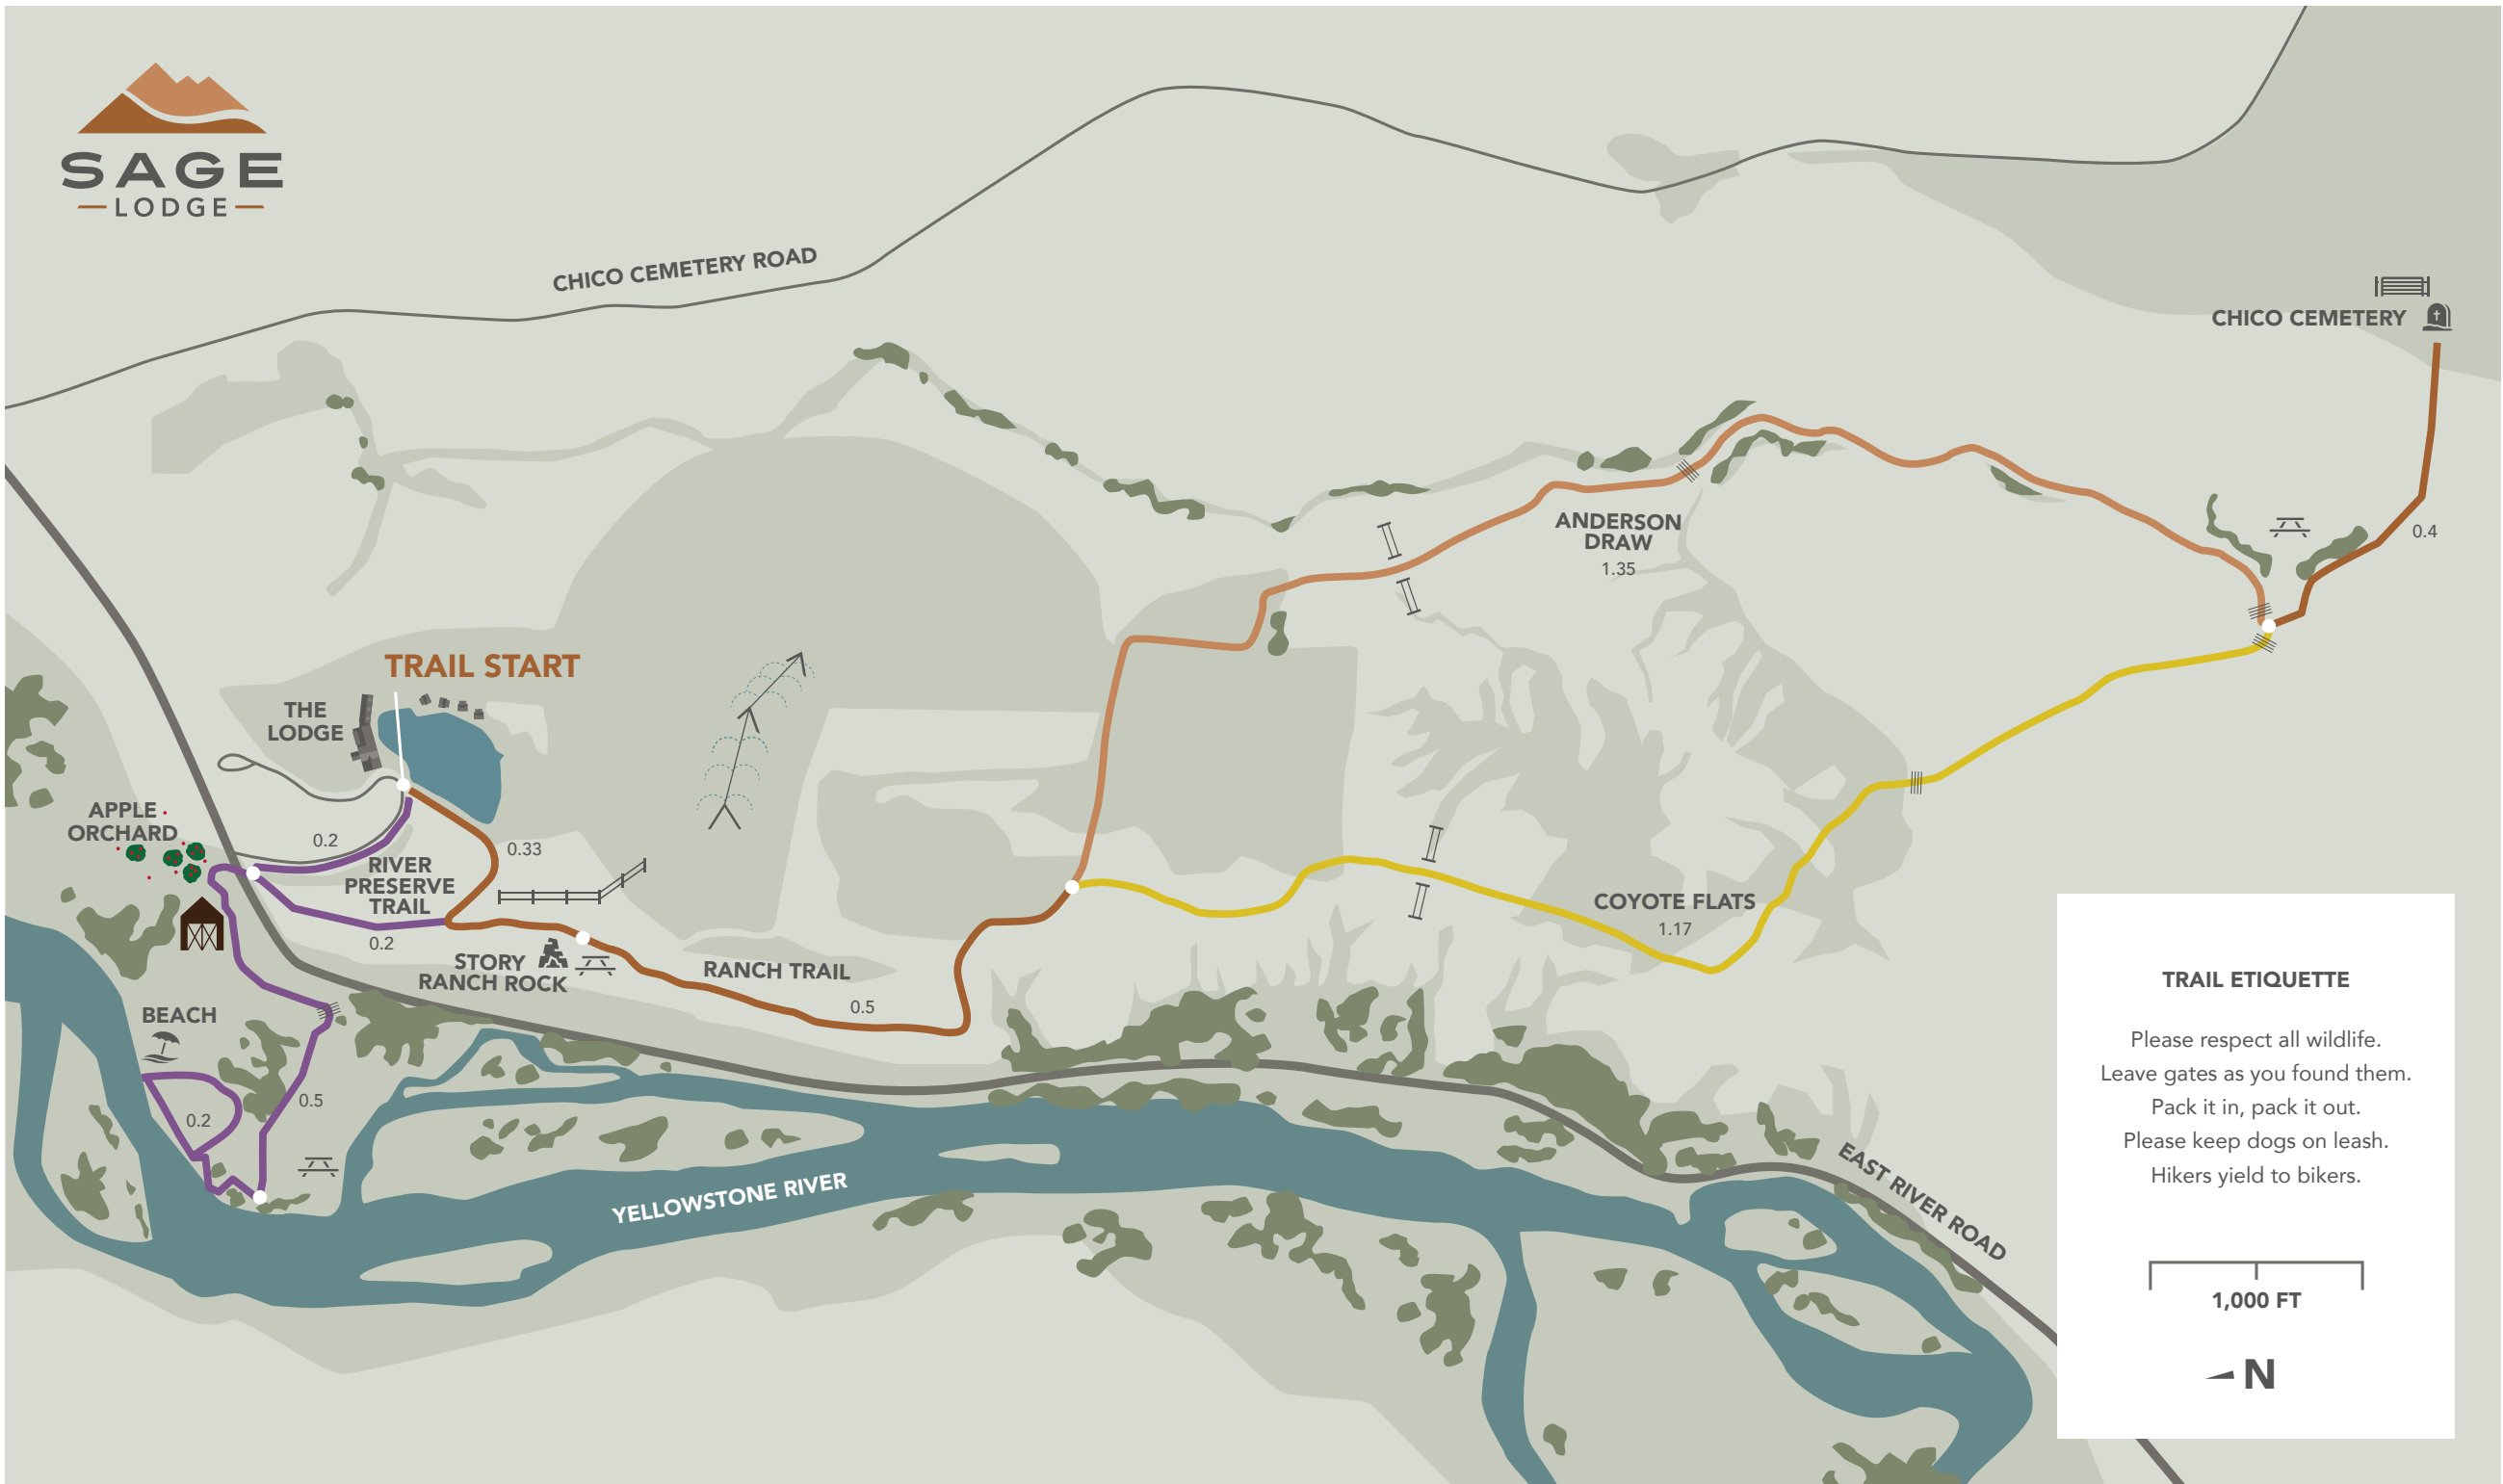 SAGE
LODGE
CHICO CEMETERY ROAD
CHICO CEMETERY
0.4
ANDERSON
DRAW
1.35
TRAIL START
THE
LODGE
APPLE
ORCHARD
0.2
0.33
RIVER
PRESERVE
TRAIL
0.2
STORY
RANCH ROCK
RANCH TRAIL
0.5
COYOTE FLATS
1.17
BEACH
0.2
0.5
YELLOWSTONE RIVER
EAST RIVER ROAD
TRAIL ETIQUETTE
Please respect all wildlife.
Leave gates as you found them.
Pack it in, pack it out.
Please keep dogs on leash.
Hikers yield to bikers.
1,000 FT
N